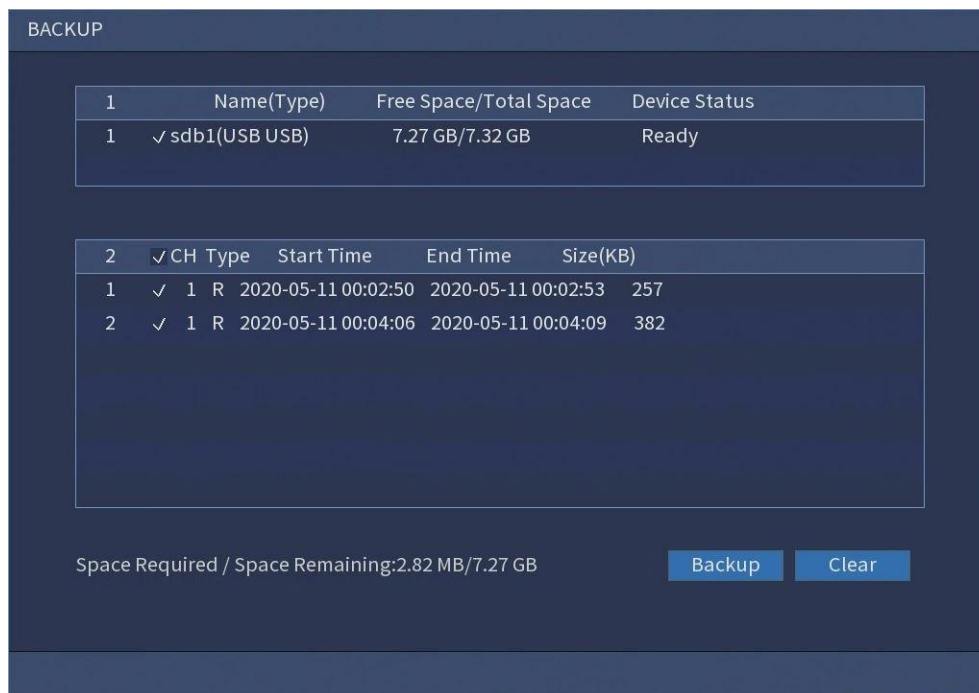 BACKUP
1 Name(Type) Free Space/Total Space Device Status
1 ✓ sdb1(USB USB) 7.27 GB/7.32 GB Ready
2 ✓ CH Type Start Time End Time Size(KB)
1 ✓ 1 R 2020-05-11 00:02:50 2020-05-11 00:02:53 257
2 ✓ 1 R 2020-05-11 00:04:06 2020-05-11 00:04:09 382
Space Required / Space Remaining:2.82 MB/7.27 GB Backup Clear